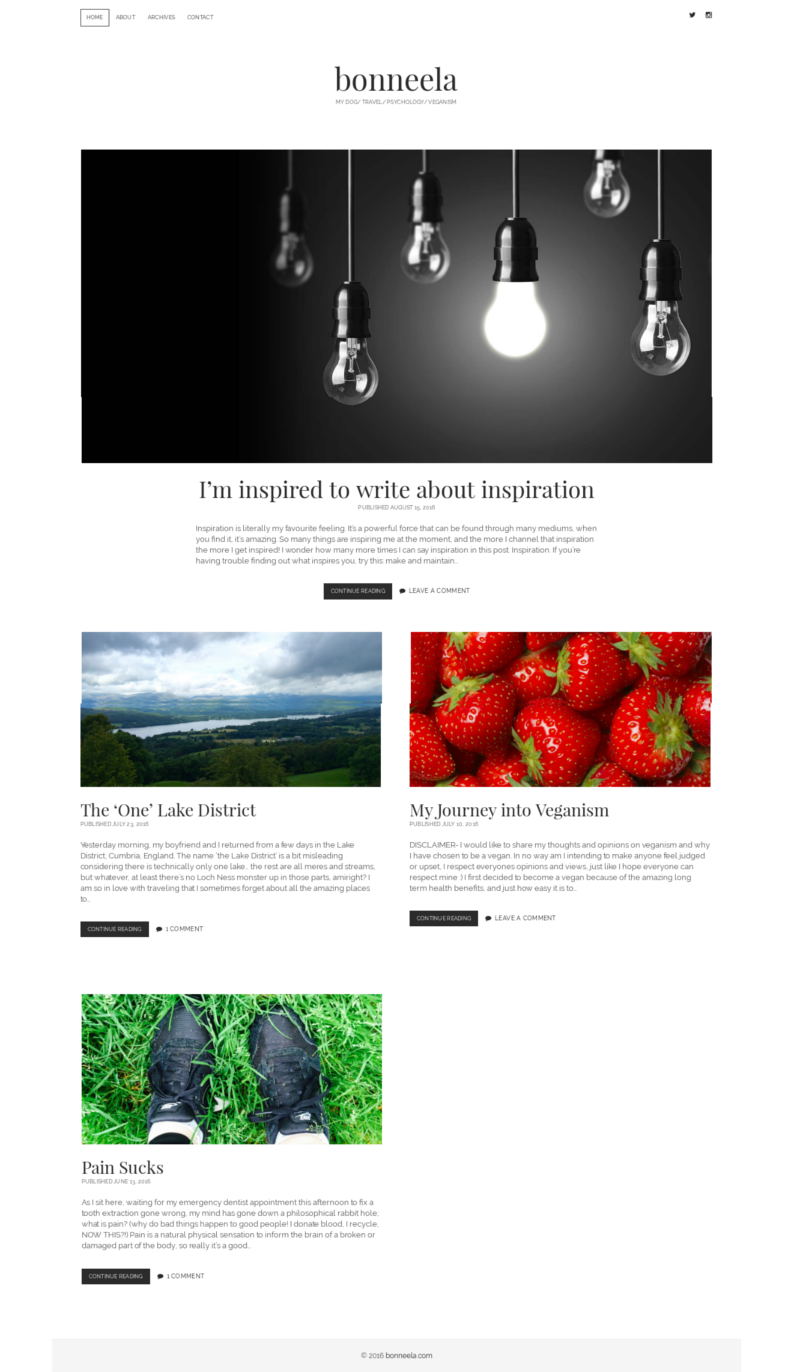 HOME ABOUT ARCHIVES CONTACT
bonneela
MY DOG/ TRAVEL/ PSYCHOLOGY/ VEGANISM
I'm inspired to write about inspiration
PUBLISHED AUGUST 15, 2016
Inspiration is literally my favourite feeling. It's a powerful force that can be found through many mediums, when
you find it, it's amazing. So many things are inspiring me at the moment, and the more I channel that inspiration
the more I get inspired! I wonder how many more times I can say inspiration in this post. Inspiration. If you're
having trouble finding out what inspires you, try this: make and maintain…
CONTINUE READING LEAVE A COMMENT
The 'One' Lake District
PUBLISHED JULY 23, 2016
Yesterday morning, my boyfriend and I returned from a few days in the Lake
District, Cumbria, England. The name 'the Lake District' is a bit misleading
considering there is technically only one lake… the rest are all meres and streams,
but whatever, at least there's no Loch Ness monster up in those parts, amiright? I
am so in love with traveling that I sometimes forget about all the amazing places
to…
CONTINUE READING 1 COMMENT
My Journey into Veganism
PUBLISHED JULY 10, 2016
DISCLAIMER- I would like to share my thoughts and opinions on veganism and why
I have chosen to be a vegan. In no way am I intending to make anyone feel judged
or upset, I respect everyones opinions and views, just like I hope everyone can
respect mine :) I first decided to become a vegan because of the amazing long
term health benefits, and just how easy it is to…
CONTINUE READING LEAVE A COMMENT
Pain Sucks
PUBLISHED JUNE 13, 2016
As I sit here, waiting for my emergency dentist appointment this afternoon to fix a
tooth extraction gone wrong, my mind has gone down a philosophical rabbit hole;
what is pain? (why do bad things happen to good people! I donate blood, I recycle,
NOW THIS?!) Pain is a natural physical sensation to inform the brain of a broken or
damaged part of the body, so really it's a good…
CONTINUE READING 1 COMMENT
© 2016 bonneela.com